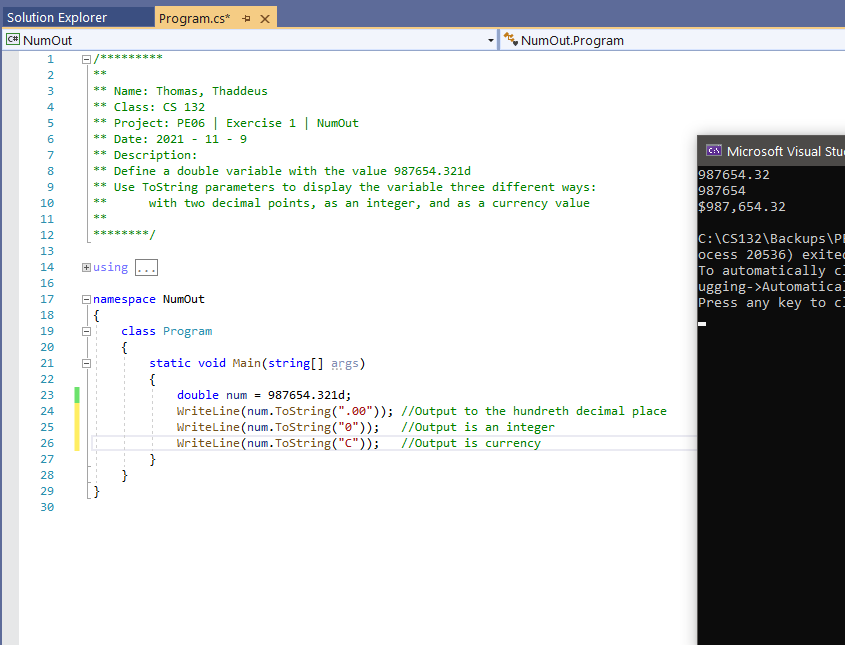 Solution Explorer
Program.cs*
C# NumOut
NumOut.Program
1 /*********
2 **
3 ** Name: Thomas, Thaddeus
4 ** Class: CS 132
5 ** Project: PE06 | Exercise 1 | NumOut
6 ** Date: 2021 - 11 - 9
7 ** Description:
8 ** Define a double variable with the value 987654.321d
9 ** Use ToString parameters to display the variable three different ways:
10 **      with two decimal points, as an integer, and as a currency value
11 **
12 ********/
13
14 using ...
16
17 namespace NumOut
18 {
19     class Program
20     {
21         static void Main(string[] args)
22         {
23             double num = 987654.321d;
24             WriteLine(num.ToString(".00")); //Output to the hundreth decimal place
25             WriteLine(num.ToString("0"));   //Output is an integer
26             WriteLine(num.ToString("C"));   //Output is currency
27         }
28     }
29 }
30
Microsoft Visual Stu
987654.32
987654
$987,654.32
C:\CS132\Backups\P
ocess 20536) exited
To automatically cl
ugging->Automatical
Press any key to cl